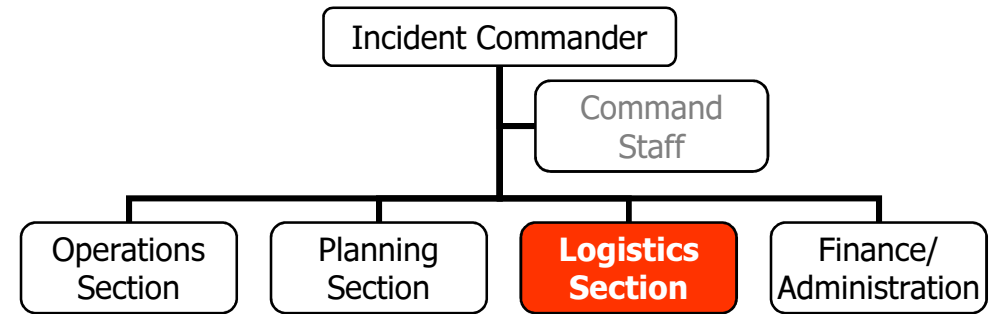 Incident Commander
Command
Staff
Operations
Section
Planning
Section
Logistics
Section
Finance/
Administration